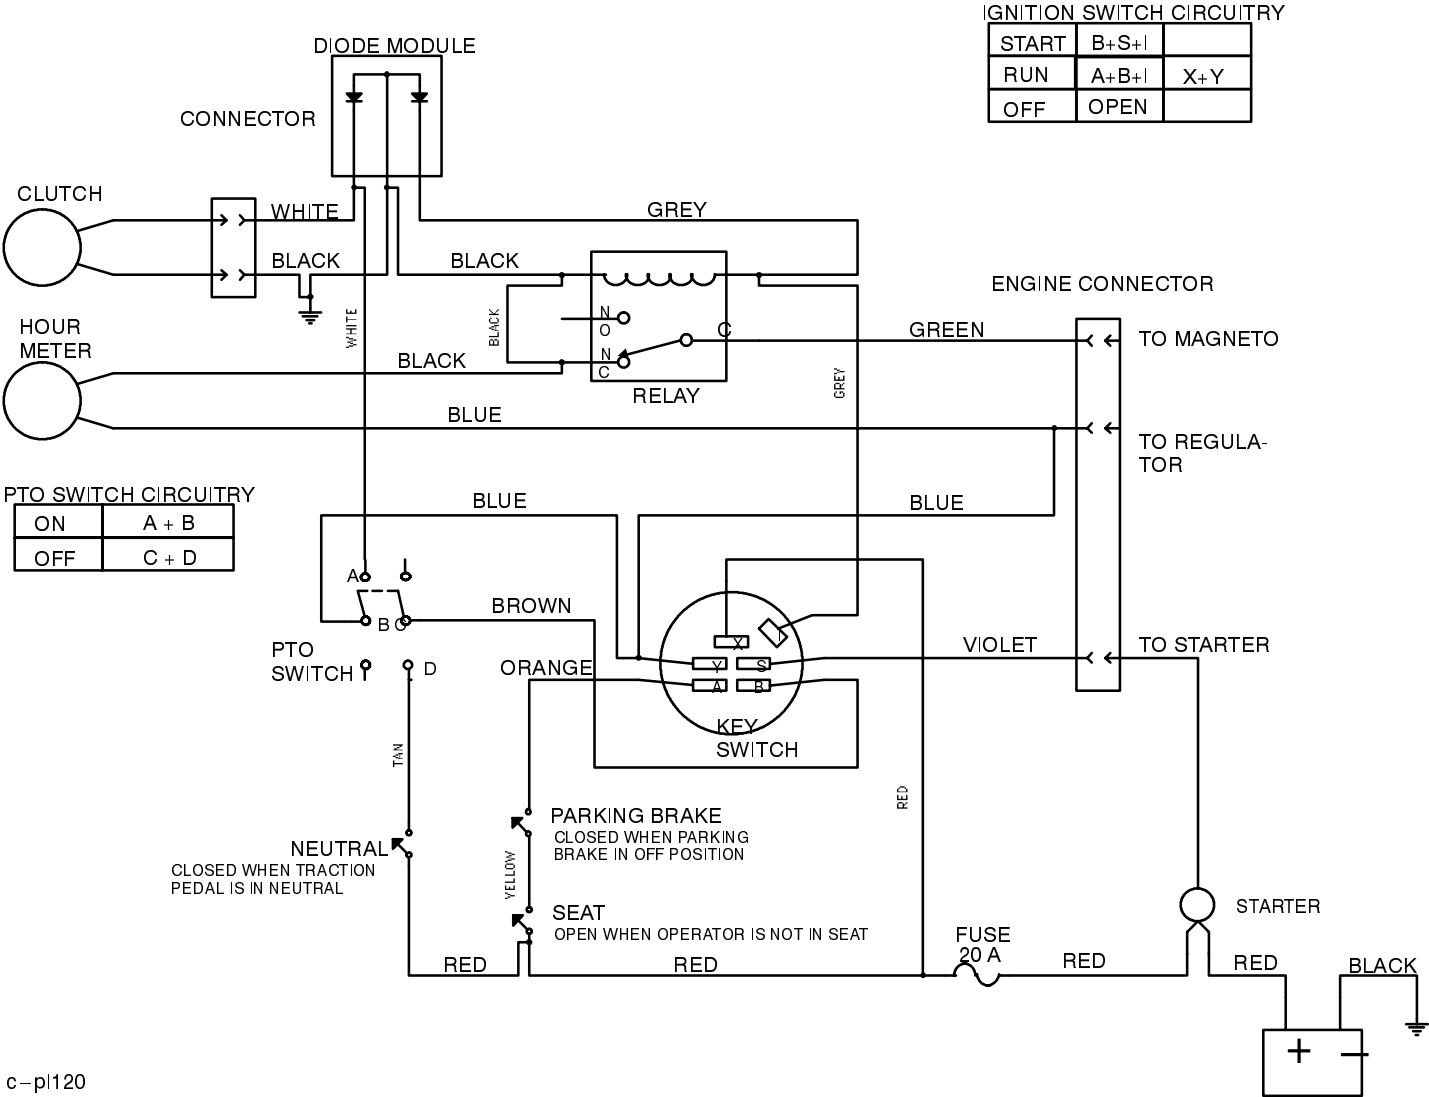 IGNITION SWITCH CIRCUITRY
START B+S+I
RUN A+B+I X+Y
OFF OPEN
DIODE MODULE
CONNECTOR
CLUTCH
WHITE
GREY
BLACK
BLACK
ENGINE CONNECTOR
HOUR
METER
WHITE
BLACK
N
O
N
C
C
GREEN
TO MAGNETO
BLACK
RELAY
GREY
BLUE
TO REGULA-
TOR
PTO SWITCH CIRCUITRY
ON A + B
OFF C + D
BLUE
BLUE
A
B C
BROWN
PTO
SWITCH
D
ORANGE
X
I
Y
S
A
B
KEY
SWITCH
VIOLET
TO STARTER
TAN
RED
PARKING BRAKE
CLOSED WHEN PARKING
BRAKE IN OFF POSITION
NEUTRAL
CLOSED WHEN TRACTION
PEDAL IS IN NEUTRAL
YELLOW
SEAT
OPEN WHEN OPERATOR IS NOT IN SEAT
STARTER
FUSE
20 A
RED
RED
RED
RED
BLACK
+
−
c-pl120